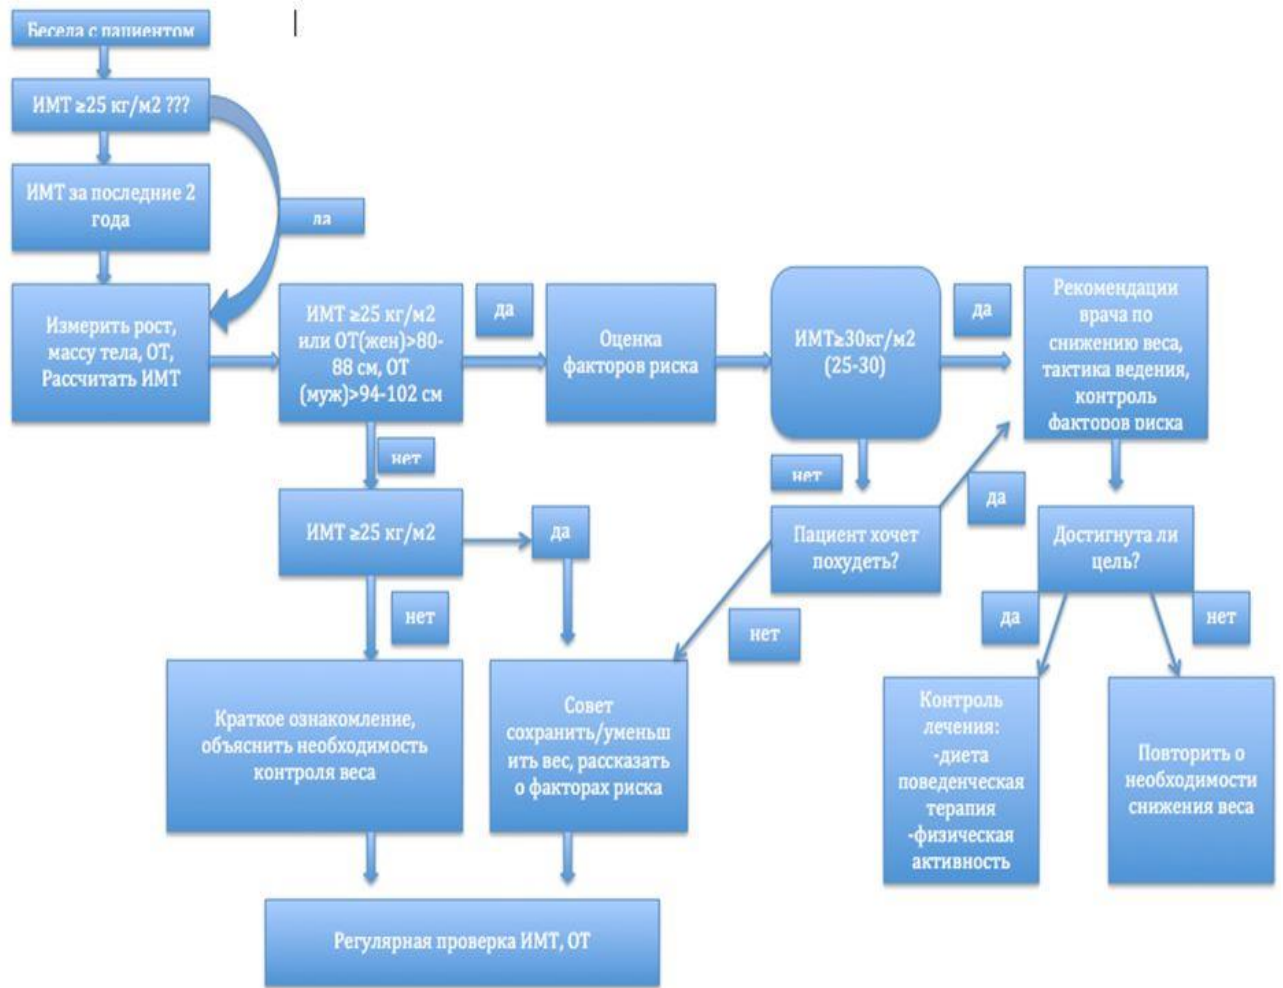 Бесела с пациентом
ИМТ ≥25 кг/м2 ???
ИМТ за последние 2
года
да
Измерить рост,
массу тела, ОТ,
Рассчитать ИМТ
ИМТ ≥25 кг/м2
или ОТ(жен)>80-
88 см, ОТ
(муж)>94-102 см
да
Оценка
факторов риска
ИМТ≥30кг/м2
(25-30)
да
Рекомендации
врача по
снижению веса,
тактика ведения,
контроль
факторов риска
нет
нет
ИМТ ≥25 кг/м2
да
Пациент хочет
похудеть?
да
Достигнута ли
цель?
нет
нет
да
нет
Краткое ознакомление,
объяснить необходимость
контроля веса
Совет
сохранить/уменьш
ить вес, рассказать
о факторах риска
Контроль
лечения:
-диета
поведенческая
терапия
-физическая
активность
Повторить о
необходимости
снижения веса
Регулярная проверка ИМТ, ОТ